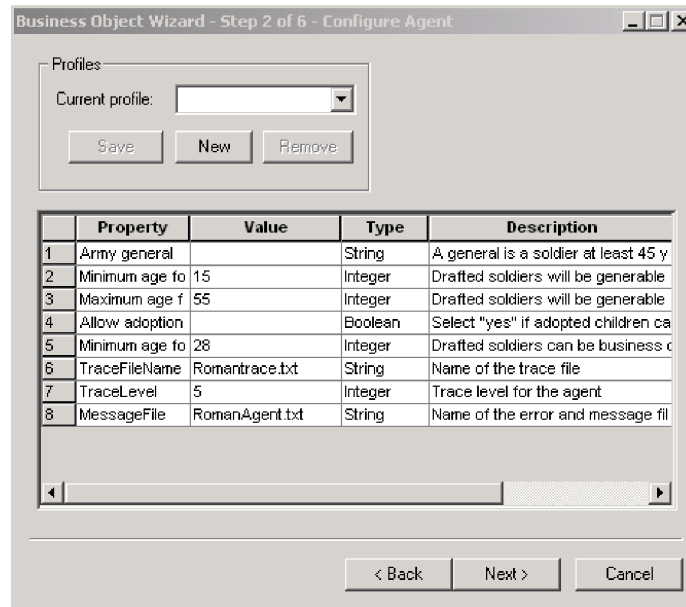 Business Object Wizard - Step 2 of 6 - Configure Agent
Profiles
Current profile:
Save New Remove
Property Value Type Description
1 Army general String A general is a soldier at least 45 y
2 Minimum age fo 15 Integer Drafted soldiers will be generable
3 Maximum age f 55 Integer Drafted soldiers will be generable
4 Allow adoption Boolean Select "yes" if adopted children ca
5 Minimum age fo 28 Integer Drafted soldiers can be business o
6 TraceFileName Romantrace.txt String Name of the trace file
7 TraceLevel 5 Integer Trace level for the agent
8 MessageFile RomanAgent.txt String Name of the error and message fil
< Back Next > Cancel